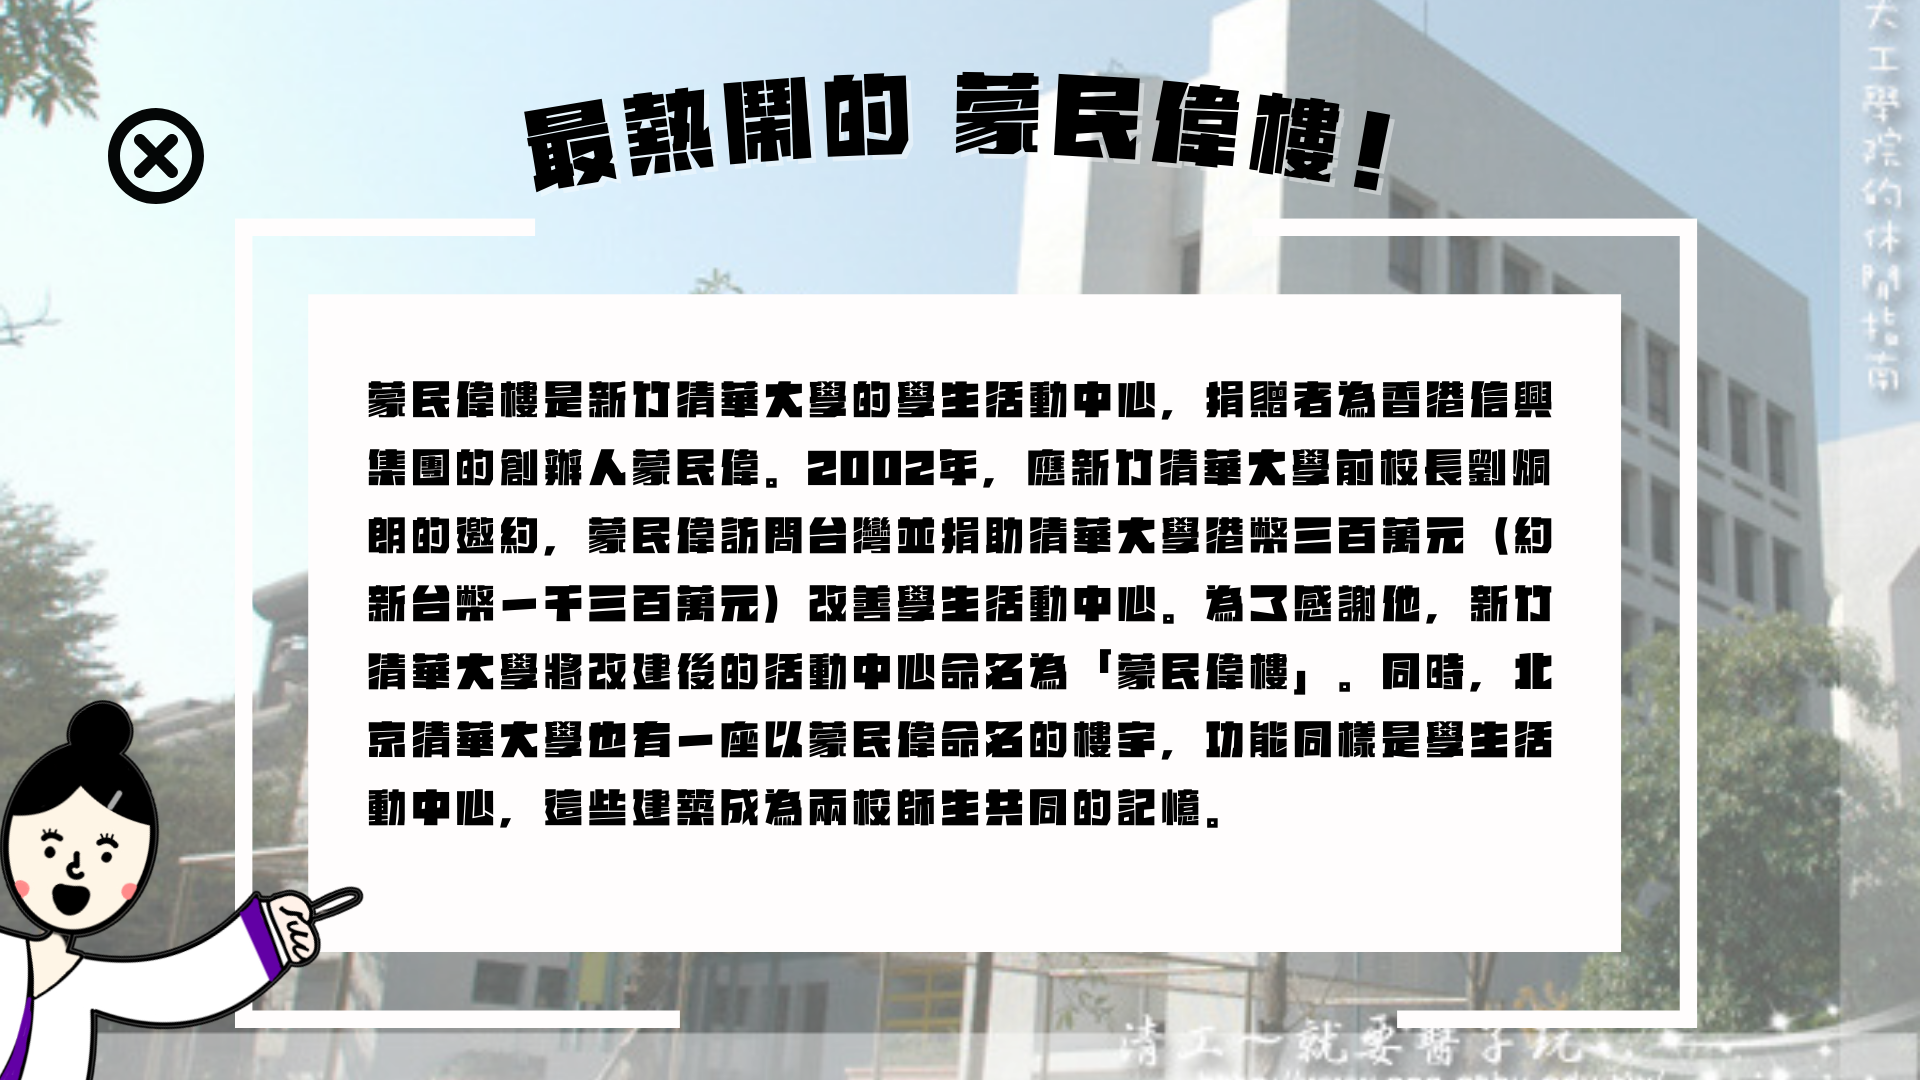 最熱鬧的 蒙民偉樓！
蒙民偉樓是新竹清華大學的學生活動中心，捐贈者為香港信興
集團的創辦人蒙民偉。2002年，應新竹清華大學前校長劉炯
朗的邀約，蒙民偉訪問台灣並捐助清華大學港幣三百萬元（約
新台幣一千三百萬元）改善學生活動中心。為了感謝他，新竹
清華大學將改建後的活動中心命名為「蒙民偉樓」。同時，北
京清華大學也有一座以蒙民偉命名的樓宇，功能同樣是學生活
動中心，這些建築成為兩校師生共同的記憶。
大工學院的休閒指南
清工～就要醫子玩